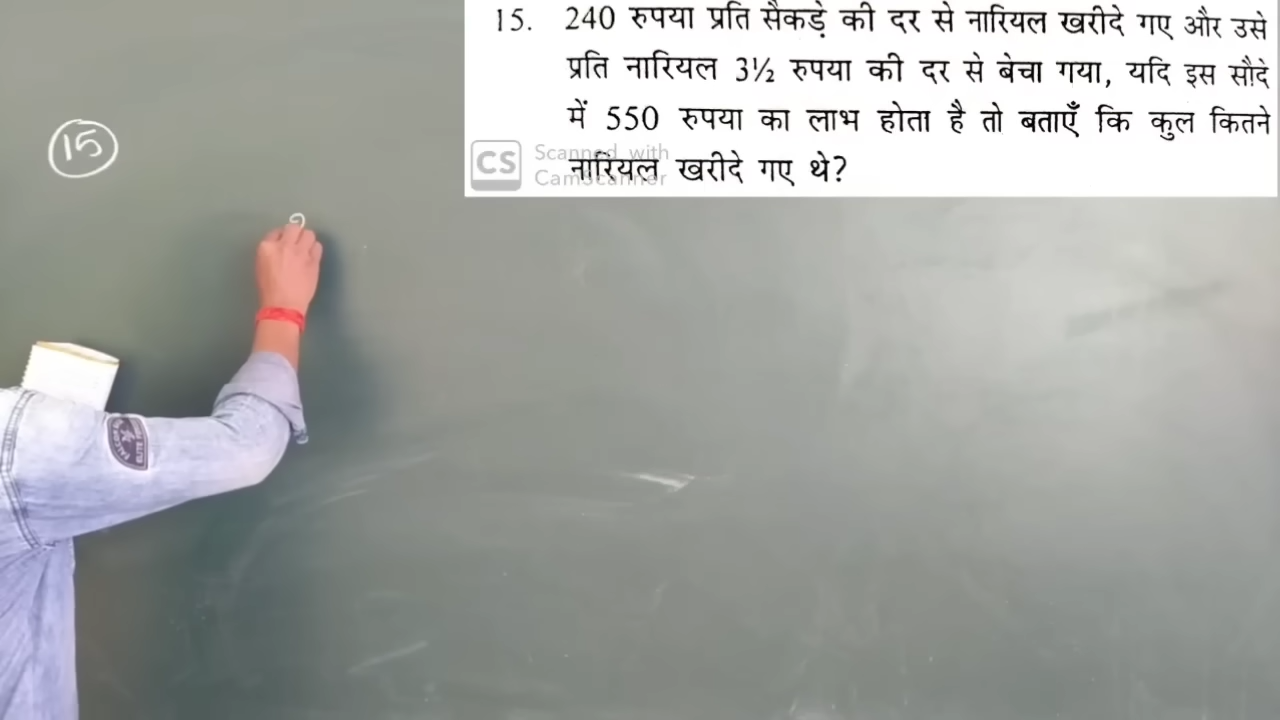 15. 240 रुपया प्रति सैकड़े की दर से नारियल खरीदे गए और उसे
प्रति नारियल 3½ रुपया की दर से बेचा गया, यदि इस सौदे
में 550 रुपया का लाभ होता है तो बताएँ कि कुल कितने
नारियल खरीदे गए थे?
CS Scanned with
CamScanner
15